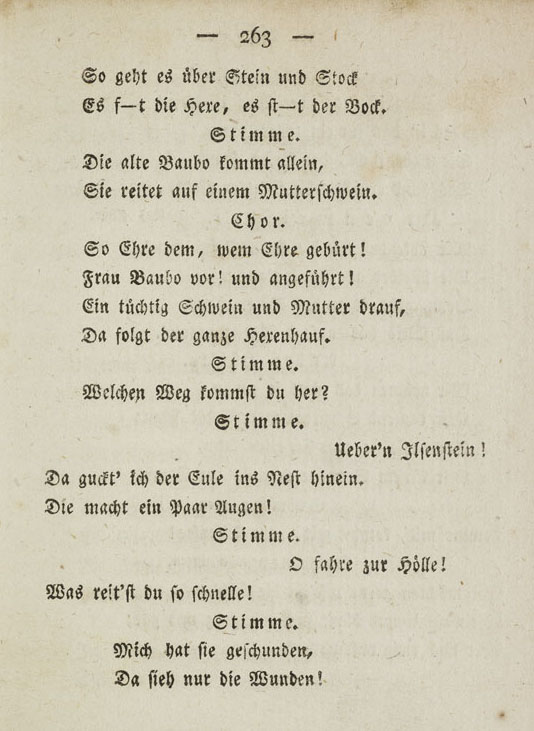 — 263 —
So geht es über Stein und Stock
Es f—t die Hexe, es st—t der Bock.
Stimme.
Die alte Baubo kommt allein,
Sie reitet auf einem Mutterschwein.
Chor.
So Ehre dem, wem Ehre gebürt!
Frau Baubo vor! und angeführt!
Ein tüchtig Schwein und Mutter drauf,
Da folgt der ganze Hexenhauf.
Stimme.
Welchen Weg kommst du her?
Stimme.
Ueber'n Ilsenstein!
Da guckt' ich der Eule ins Nest hinein.
Die macht ein Paar Augen!
Stimme.
O fahre zur Hölle!
Was reit'st du so schnelle!
Stimme.
Mich hat sie geschunden,
Da sieh nur die Wunden!